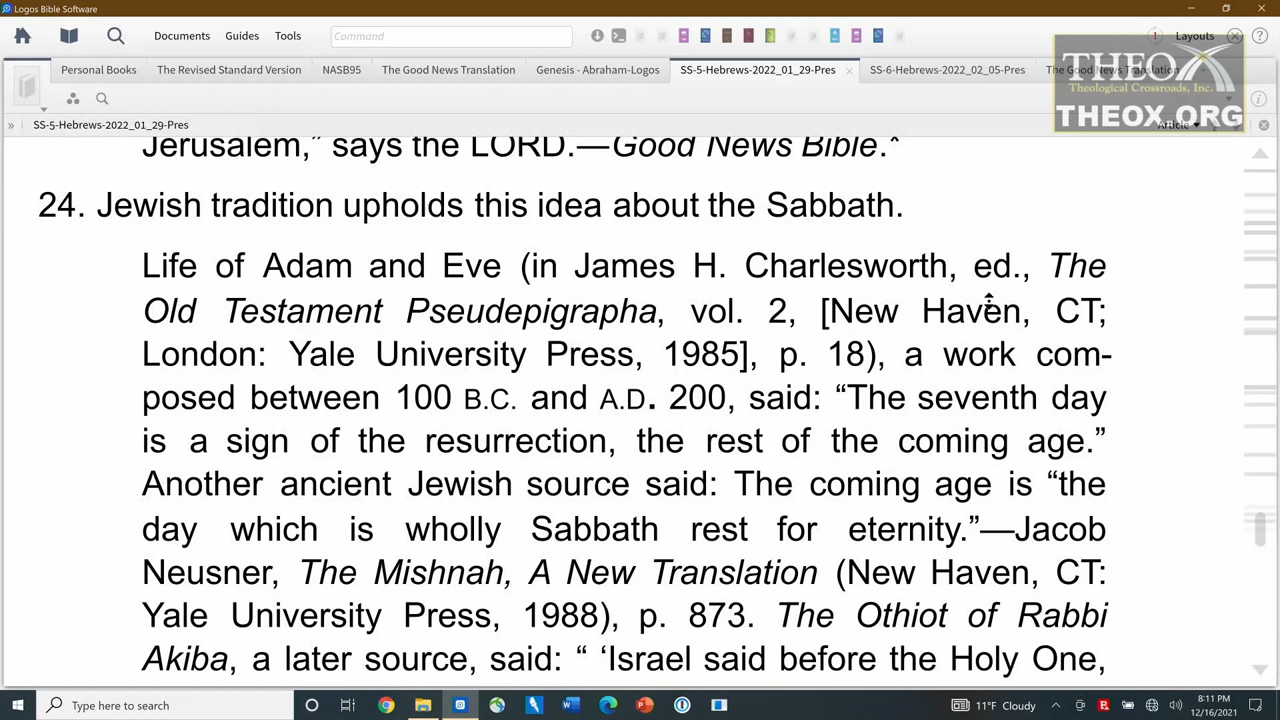 Logos Bible Software
Documents Guides Tools Command Layouts
Personal Books The Revised Standard Version NASB95 The Good News Translation Genesis - Abraham-Logos SS-5-Hebrews-2022_01_29-Pres SS-6-Hebrews-2022_02_05-Pres The Good News Translation
THEOX
Theological Crossroads, Inc.
THEOX.ORG
SS-5-Hebrews-2022_01_29-Pres Article
Jerusalem,” says the LORD.—Good News Bible.*
24. Jewish tradition upholds this idea about the Sabbath.
Life of Adam and Eve (in James H. Charlesworth, ed., The
Old Testament Pseudepigrapha, vol. 2, [New Haven, CT;
London: Yale University Press, 1985], p. 18), a work com-
posed between 100 B.C. and A.D. 200, said: “The seventh day
is a sign of the resurrection, the rest of the coming age.”
Another ancient Jewish source said: The coming age is “the
day which is wholly Sabbath rest for eternity.”—Jacob
Neusner, The Mishnah, A New Translation (New Haven, CT:
Yale University Press, 1988), p. 873. The Othiot of Rabbi
Akiba, a later source, said: “ ‘Israel said before the Holy One,
Type here to search
11°F Cloudy
8:11 PM
12/16/2021